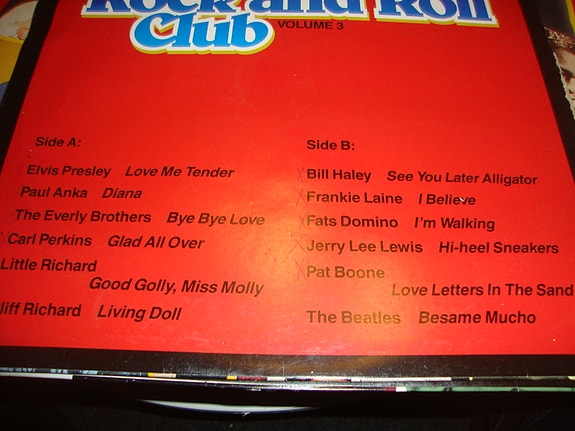 Rock and Roll
Club VOLUME 3
Side A:
Elvis Presley Love Me Tender
Paul Anka Diana
The Everly Brothers Bye Bye Love
Carl Perkins Glad All Over
Little Richard
Good Golly, Miss Molly
liff Richard Living Doll
Side B:
Bill Haley See You Later Alligator
Frankie Laine I Believe
Fats Domino I'm Walking
Jerry Lee Lewis Hi-heel Sneakers
Pat Boone
Love Letters In The Sand
The Beatles Besame Mucho